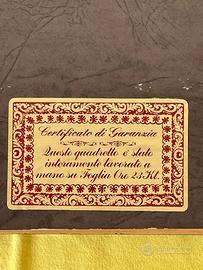 Certificato di Garanzia
Questo quadretto è stato
interamente lavorato a
mano su Foglia Oro 23 Kt.